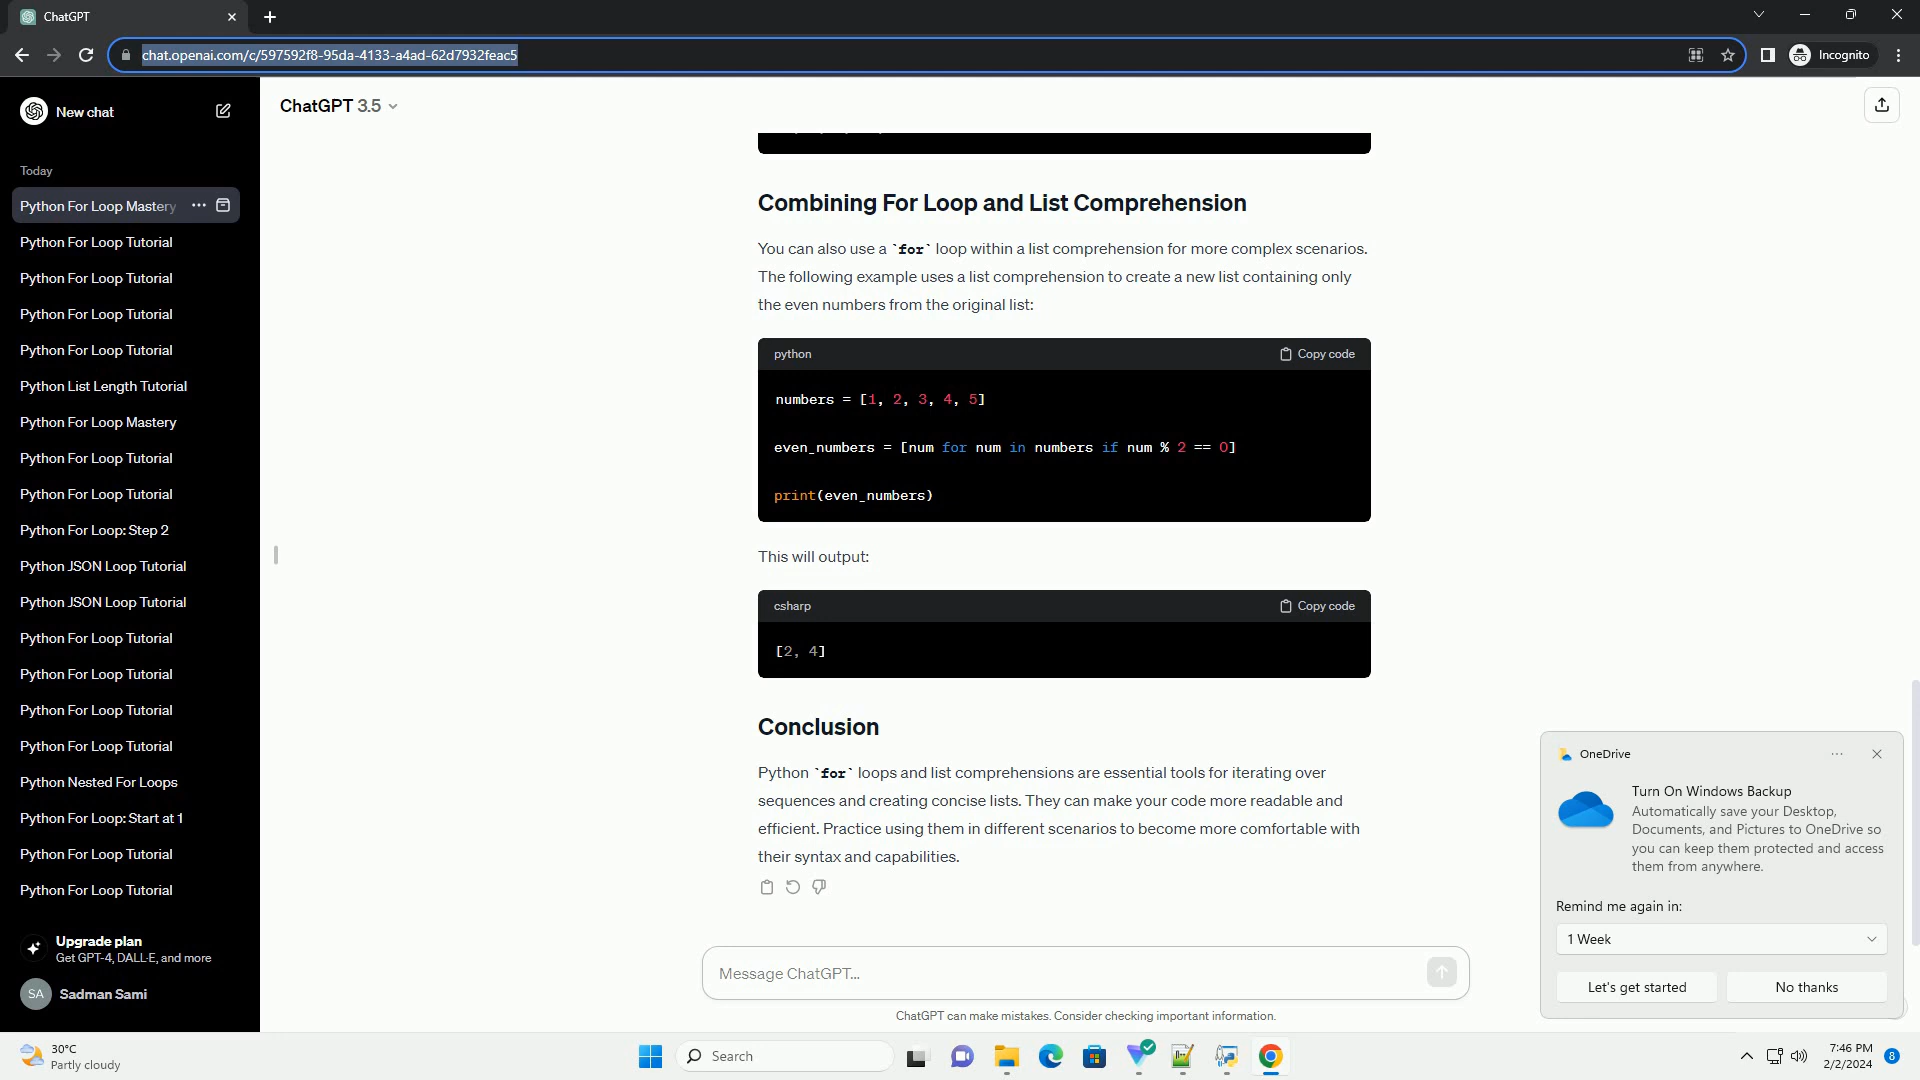 ChatGPT
chat.openai.com/c/597592f8-95da-4133-a4ad-62d7932feac5
Incognito
New chat
ChatGPT 3.5
Today
Python For Loop Mastery
Python For Loop Tutorial
Python For Loop Tutorial
Python For Loop Tutorial
Python For Loop Tutorial
Python List Length Tutorial
Python For Loop Mastery
Python For Loop Tutorial
Python For Loop Tutorial
Python For Loop: Step 2
Python JSON Loop Tutorial
Python JSON Loop Tutorial
Python For Loop Tutorial
Python For Loop Tutorial
Python For Loop Tutorial
Python For Loop Tutorial
Python Nested For Loops
Python For Loop: Start at 1
Python For Loop Tutorial
Python For Loop Tutorial
Upgrade plan
Get GPT-4, DALL·E, and more
SA Sadman Sami
Combining For Loop and List Comprehension
You can also use a `for` loop within a list comprehension for more complex scenarios.
The following example uses a list comprehension to create a new list containing only
the even numbers from the original list:
python Copy code
numbers = [1, 2, 3, 4, 5]
even_numbers = [num for num in numbers if num % 2 == 0]
print(even_numbers)
This will output:
csharp Copy code
[2, 4]
Conclusion
Python `for` loops and list comprehensions are essential tools for iterating over
sequences and creating concise lists. They can make your code more readable and
efficient. Practice using them in different scenarios to become more comfortable with
their syntax and capabilities.
Message ChatGPT...
ChatGPT can make mistakes. Consider checking important information.
OneDrive
Turn On Windows Backup
Automatically save your Desktop,
Documents, and Pictures to OneDrive so
you can keep them protected and access
them from anywhere.
Remind me again in:
1 Week
Let's get started
No thanks
30°C
Partly cloudy
Search
7:46 PM
2/2/2024
8